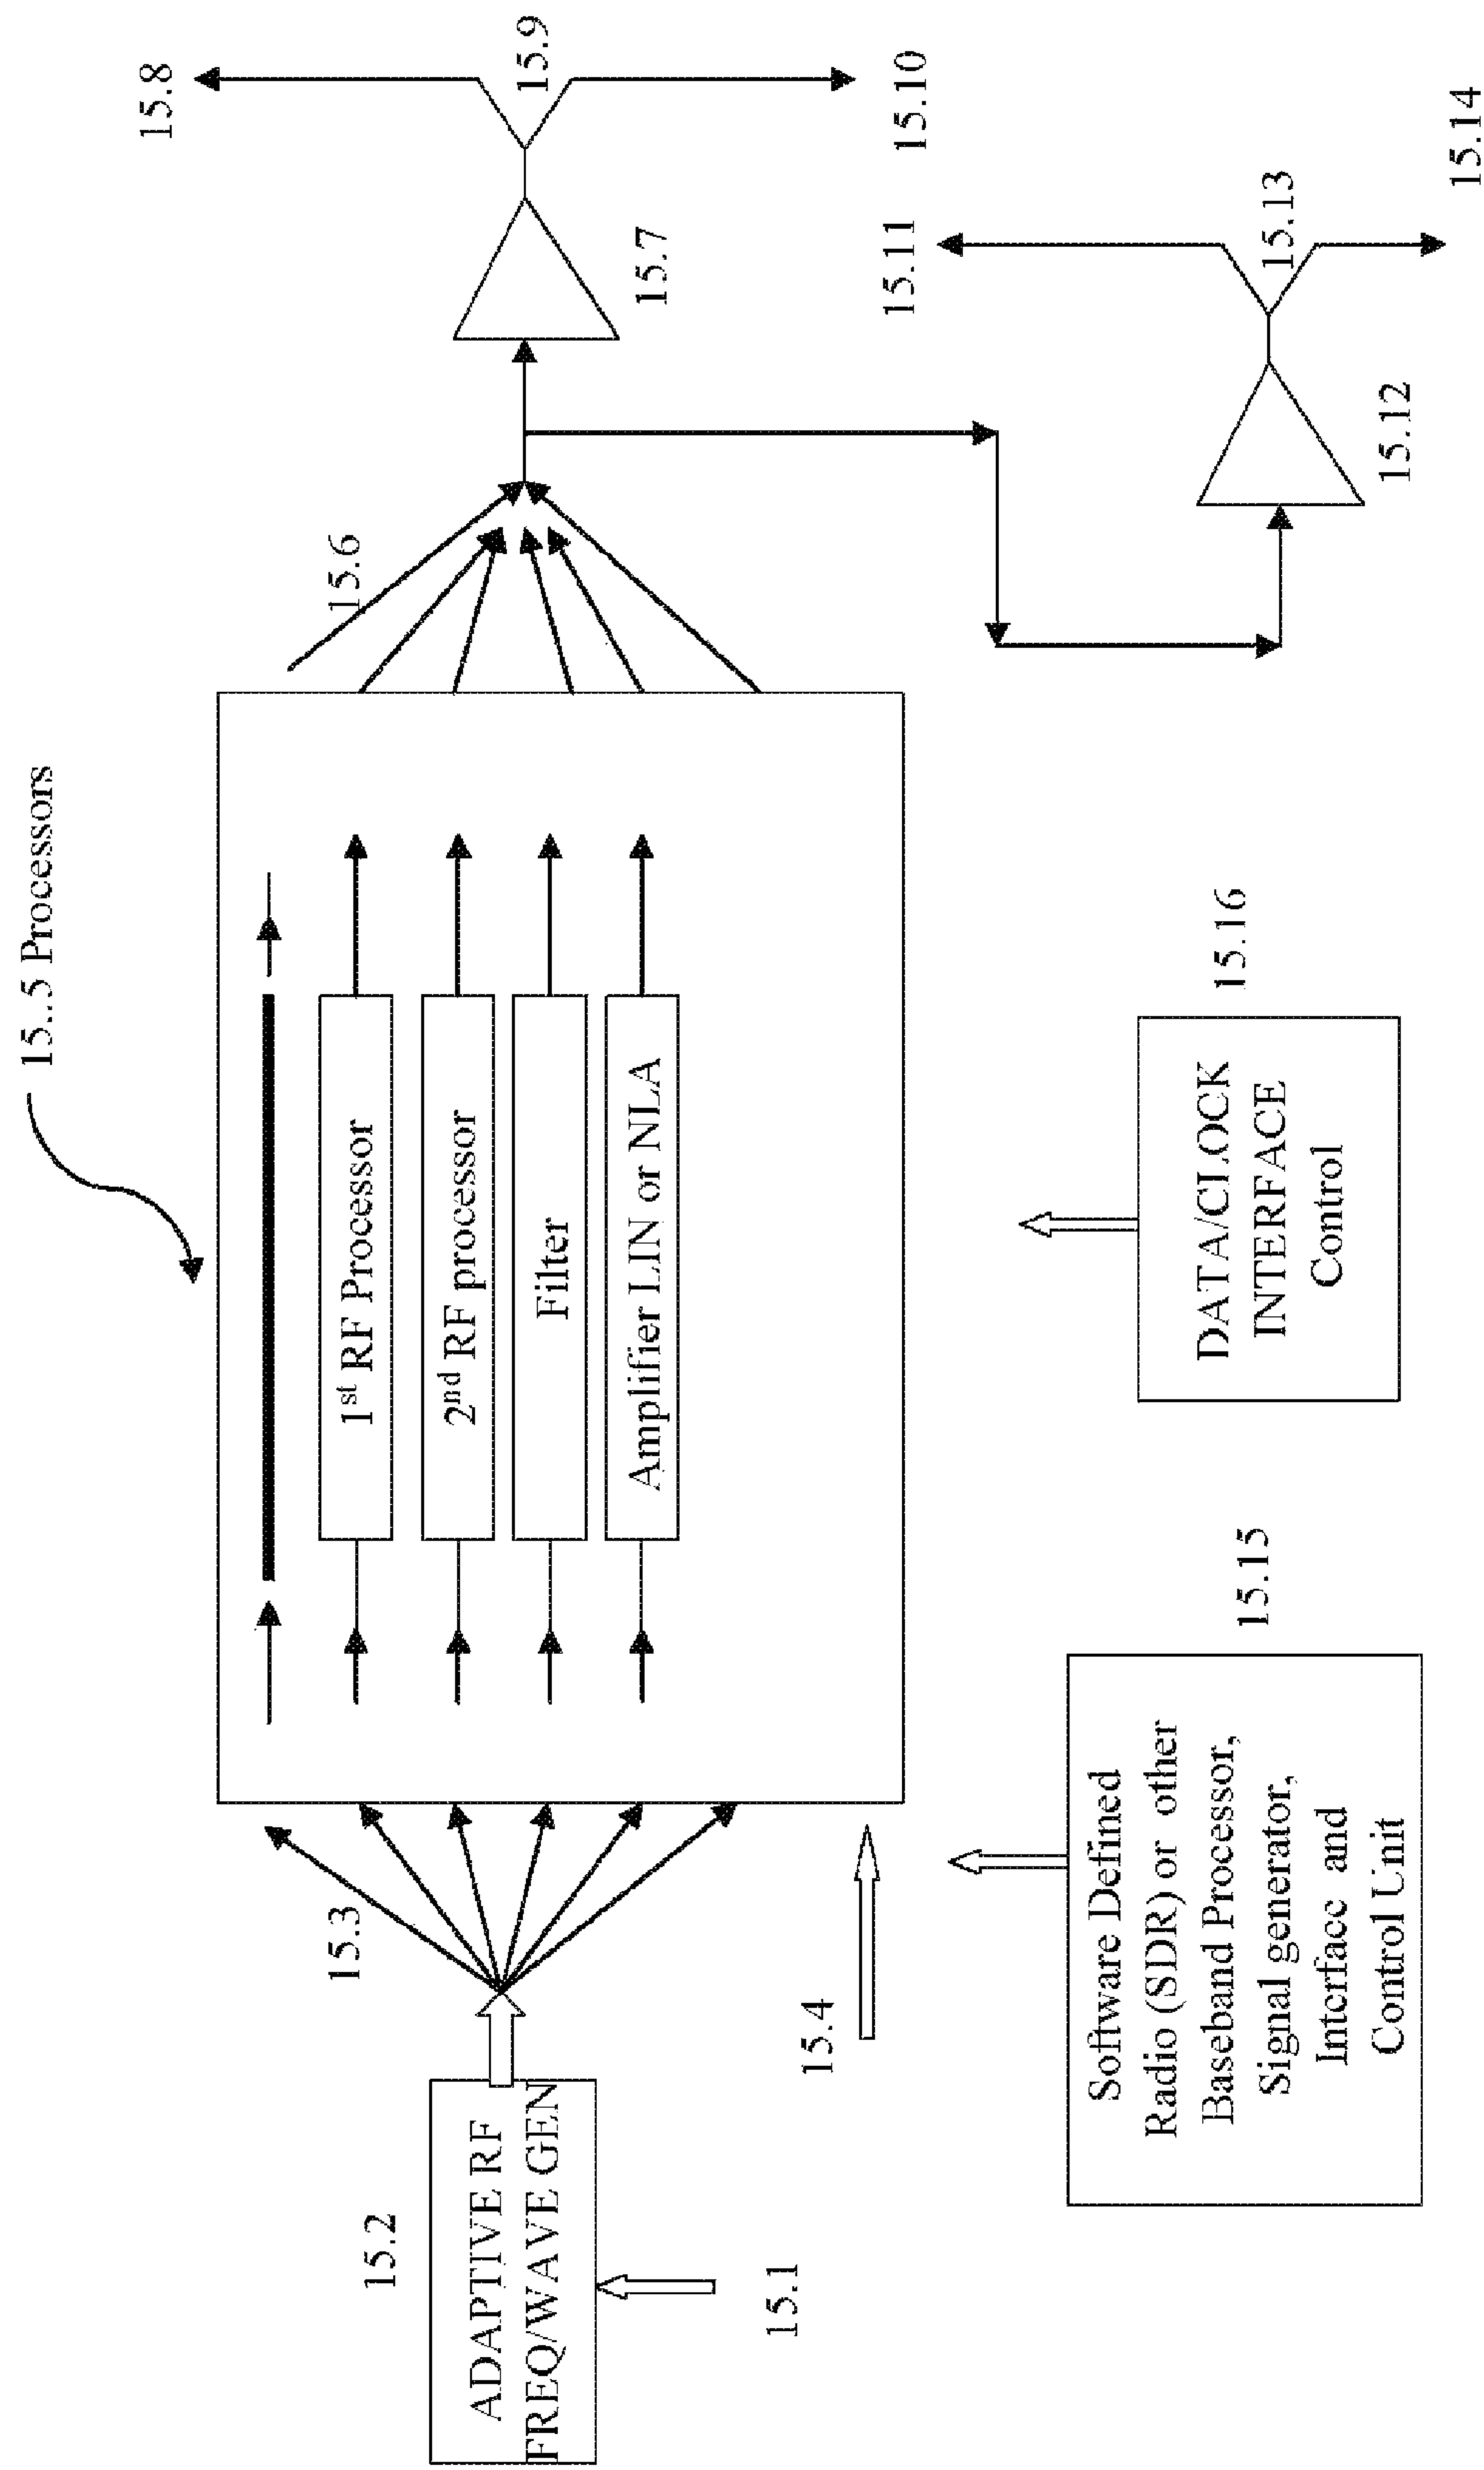 15..5 Processors
15.2
ADAPTIVE RF
FREQ/WAVE GEN
15.1
15.3
15.4
1st RF Processor
2nd RF processor
Filter
Amplifier LIN or NLA
15.6
15.7
15.8
15.9
15.10
15.11
15.12
15.13
15.14
Software Defined
Radio (SDR) or other
Baseband Processor,
Signal generator,
Interface and
Control Unit
15.15
DATA/CLOCK
INTERFACE
Control
15.16